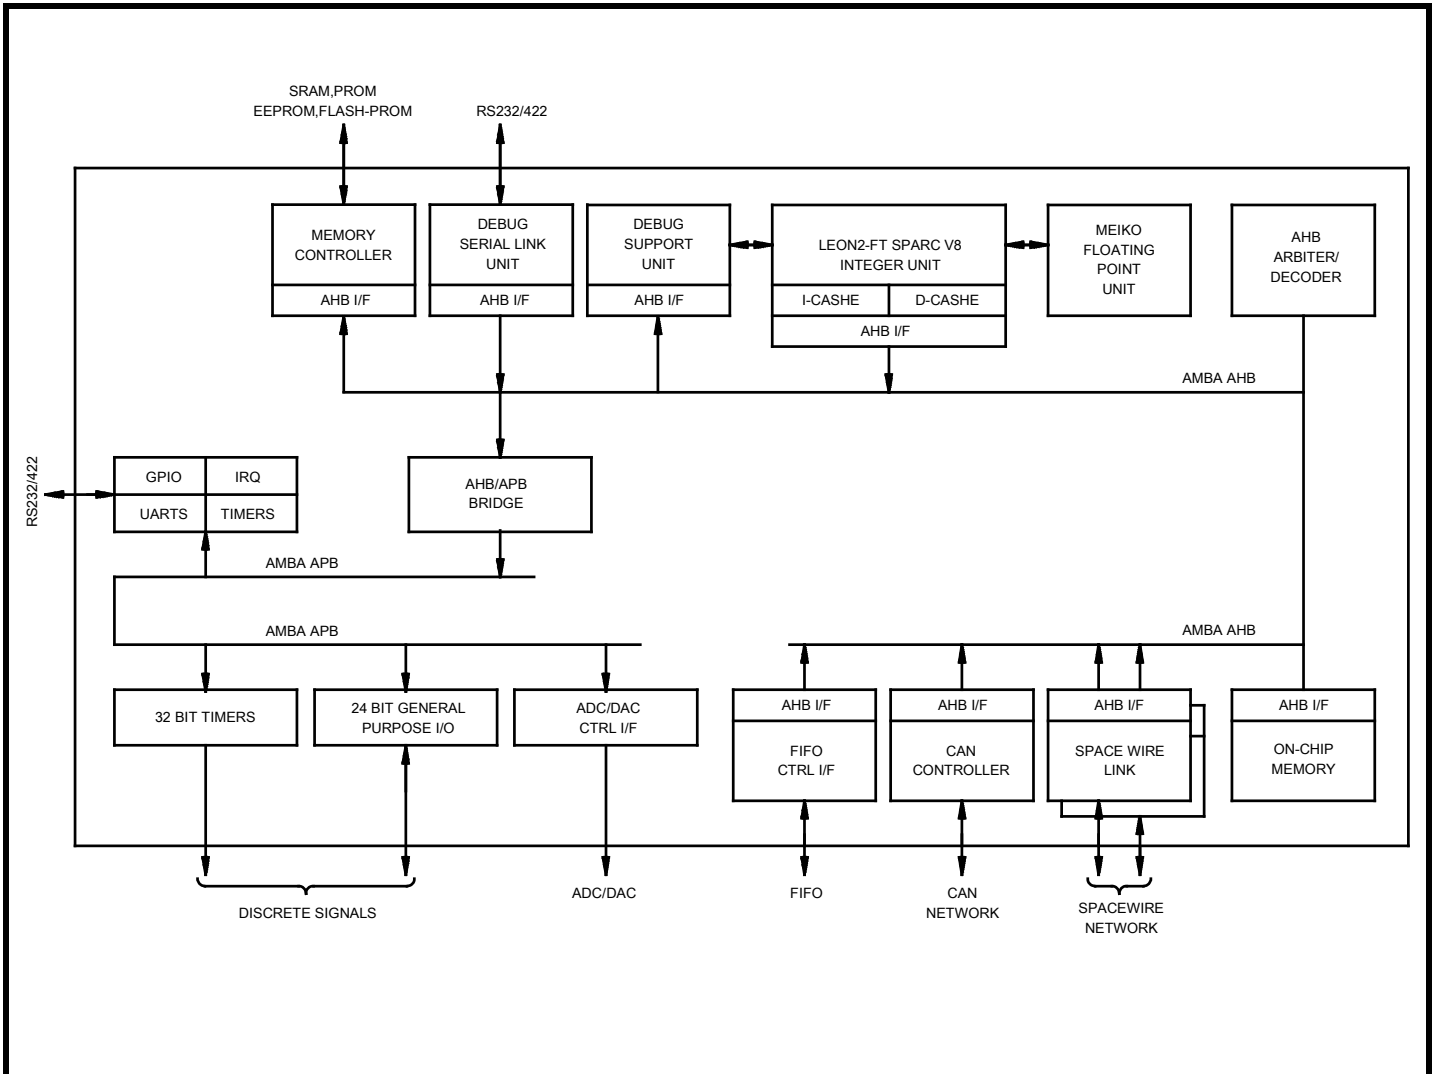 SRAM,PROM
EEPROM,FLASH-PROM
RS232/422
MEMORY
CONTROLLER
AHB I/F
DEBUG
SERIAL LINK
UNIT
AHB I/F
DEBUG
SUPPORT
UNIT
AHB I/F
LEON2-FT SPARC V8
INTEGER UNIT
I-CASHE
D-CASHE
AHB I/F
MEIKO
FLOATING
POINT
UNIT
AHB
ARBITER/
DECODER
AMBA AHB
RS232/422
GPIO
IRQ
UARTS
TIMERS
AHB/APB
BRIDGE
AMBA APB
AMBA APB
AMBA AHB
32 BIT TIMERS
24 BIT GENERAL
PURPOSE I/O
ADC/DAC
CTRL I/F
AHB I/F
FIFO
CTRL I/F
AHB I/F
CAN
CONTROLLER
AHB I/F
SPACE WIRE
LINK
AHB I/F
ON-CHIP
MEMORY
DISCRETE SIGNALS
ADC/DAC
FIFO
CAN
NETWORK
SPACEWIRE
NETWORK